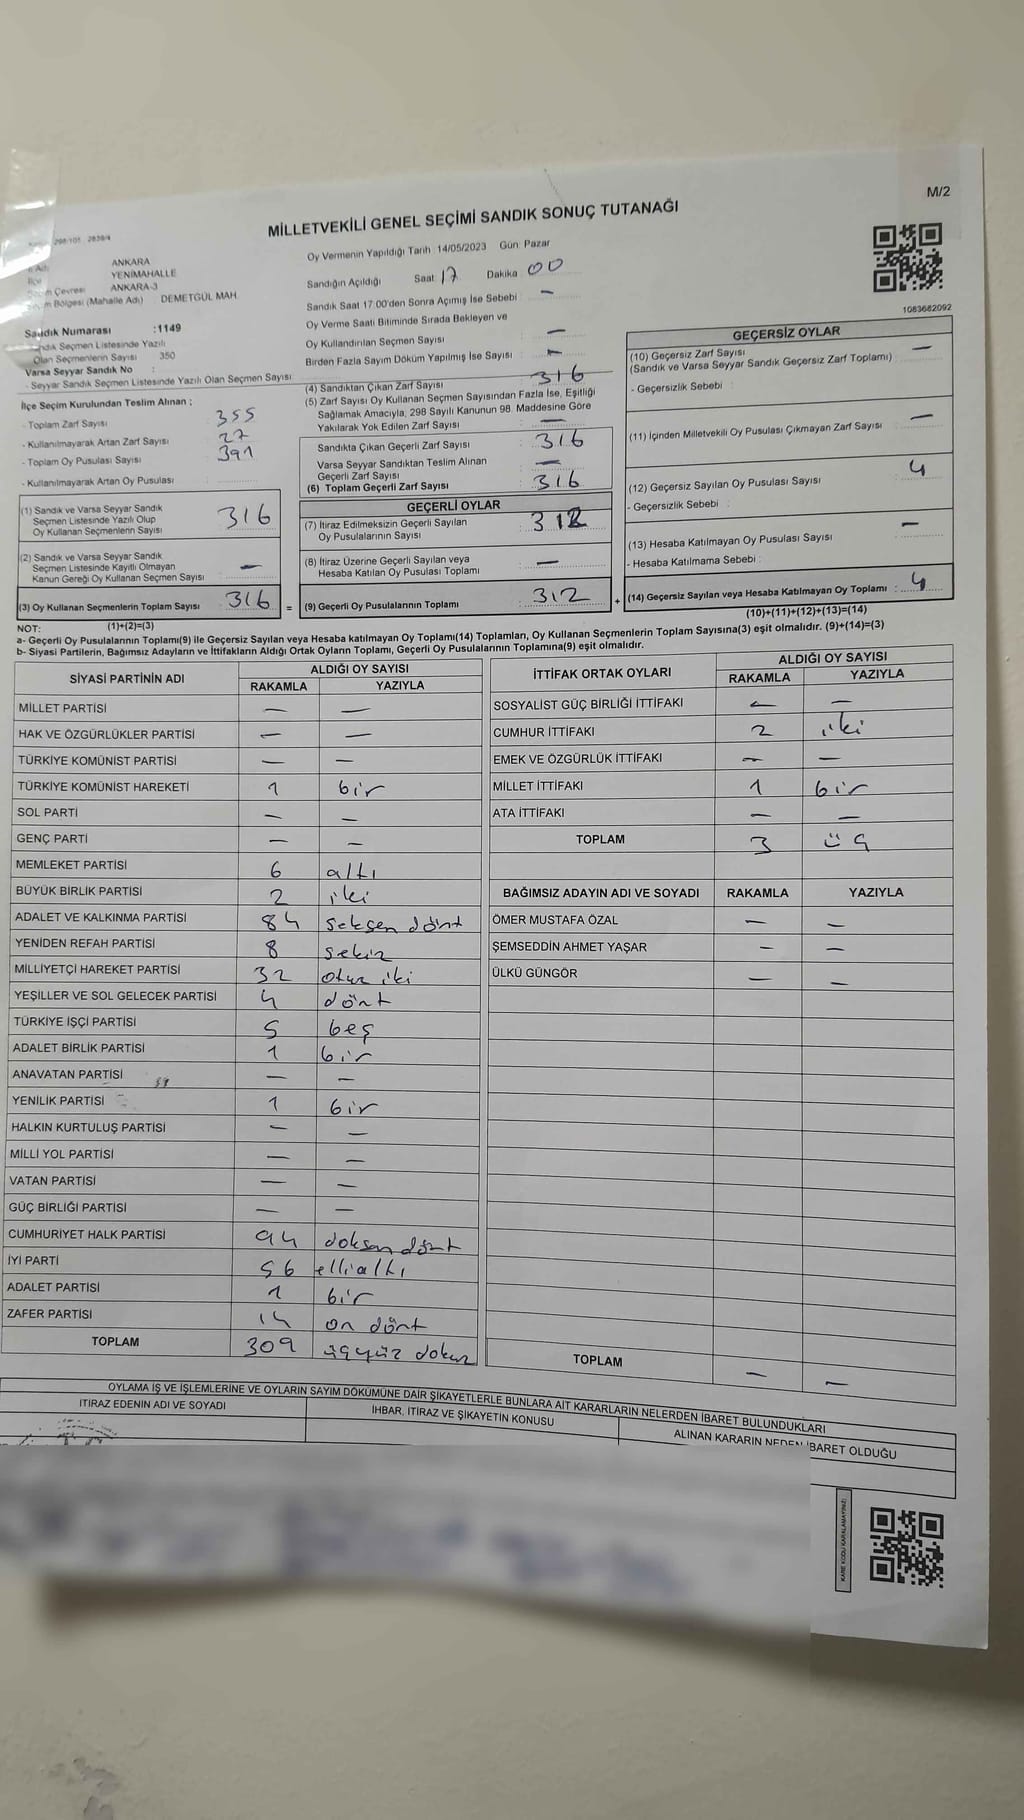 M/2
MİLLETVEKİLİ GENEL SEÇİMİ SANDIK SONUÇ TUTANAĞI
1083682092
ANKARA
İlçe YENİMAHALLE
Seçim Çevresi ANKARA-3
Seçim Bölgesi (Mahalle Adı) DEMETGÜL MAH.
Sandık Numarası :1149
Sandık Seçmen Listesinde Yazılı
Olan Seçmenlerin Sayısı 350
Varsa Seyyar Sandık No :
- Seyyar Sandık Seçmen Listesinde Yazılı Olan Seçmen Sayısı:
İlçe Seçim Kurulundan Teslim Alınan ;
- Toplam Zarf Sayısı : 355
- Kullanılmayarak Artan Zarf Sayısı : 27
- Toplam Oy Pusulası Sayısı : 391
- Kullanılmayarak Artan Oy Pusulası :
(1) Sandık ve Varsa Seyyar Sandık
Seçmen Listesinde Yazılı Olup
Oy Kullanan Seçmenlerin Sayısı : 316
(2) Sandık ve Varsa Seyyar Sandık
Seçmen Listesinde Kayıtlı Olmayan
Kanun Gereği Oy Kullanan Seçmen Sayısı : —
(3) Oy Kullanan Seçmenlerin Toplam Sayısı : 316 =
(1)+(2)=(3)
Oy Vermenin Yapıldığı Tarih :14/05/2023 Gün: Pazar
Sandığın Açıldığı Saat: 17 Dakika: 00
Sandık Saat 17:00'den Sonra Açımış İse Sebebi : —
Oy Verme Saati Bitiminde Sırada Bekleyen ve
Oy Kullandırılan Seçmen Sayısı : —
Birden Fazla Sayım Döküm Yapılmış İse Sayısı : —
(4) Sandıktan Çıkan Zarf Sayısı : 316
(5) Zarf Sayısı Oy Kullanan Seçmen Sayısından Fazla İse, Eşitliği
Sağlamak Amacıyla, 298 Sayılı Kanunun 98. Maddesine Göre
Yakılarak Yok Edilen Zarf Sayısı : —
Sandıkta Çıkan Geçerli Zarf Sayısı : 316
Varsa Seyyar Sandıktan Teslim Alınan
Geçerli Zarf Sayısı : —
(6) Toplam Geçerli Zarf Sayısı : 316
GEÇERLİ OYLAR
(7) İtiraz Edilmeksizin Geçerli Sayılan
Oy Pusulalarının Sayısı : 312
(8) İtiraz Üzerine Geçerli Sayılan veya
Hesaba Katılan Oy Pusulası Toplamı : —
(9) Geçerli Oy Pusulalarının Toplamı : 312 +
GEÇERSİZ OYLAR
(10) Geçersiz Zarf Sayısı : —
(Sandık ve Varsa Seyyar Sandık Geçersiz Zarf Toplamı)
- Geçersizlik Sebebi :
(11) İçinden Milletvekili Oy Pusulası Çıkmayan Zarf Sayısı : —
(12) Geçersiz Sayılan Oy Pusulası Sayısı : 4
- Geçersizlik Sebebi :
(13) Hesaba Katılmayan Oy Pusulası Sayısı : —
- Hesaba Katılmama Sebebi :
(14) Geçersiz Sayılan veya Hesaba Katılmayan Oy Toplamı : 4
(10)+(11)+(12)+(13)=(14)
NOT:
a- Geçerli Oy Pusulalarının Toplamı(9) ile Geçersiz Sayılan veya Hesaba katılmayan Oy Toplamı(14) Toplamları, Oy Kullanan Seçmenlerin Toplam Sayısına(3) eşit olmalıdır. (9)+(14)=(3)
b- Siyasi Partilerin, Bağımsız Adayların ve İttifakların Aldığı Ortak Oyların Toplamı, Geçerli Oy Pusulalarının Toplamına(9) eşit olmalıdır.
SİYASİ PARTİNİN ADI ALDIĞI OY SAYISI
RAKAMLA YAZIYLA
MİLLET PARTİSİ — —
HAK VE ÖZGÜRLÜKLER PARTİSİ — —
TÜRKİYE KOMÜNİST PARTİSİ — —
TÜRKİYE KOMÜNİST HAREKETİ 1 bir
SOL PARTİ — —
GENÇ PARTİ — —
MEMLEKET PARTİSİ 6 altı
BÜYÜK BİRLİK PARTİSİ 2 iki
ADALET VE KALKINMA PARTİSİ 84 seksen dört
YENİDEN REFAH PARTİSİ 8 sekiz
MİLLİYETÇİ HAREKET PARTİSİ 32 otuz iki
YEŞİLLER VE SOL GELECEK PARTİSİ 4 dört
TÜRKİYE İŞÇİ PARTİSİ 5 beş
ADALET BİRLİK PARTİSİ 1 bir
ANAVATAN PARTİSİ — —
YENİLİK PARTİSİ 1 bir
HALKIN KURTULUŞ PARTİSİ — —
MİLLİ YOL PARTİSİ — —
VATAN PARTİSİ — —
GÜÇ BİRLİĞİ PARTİSİ — —
CUMHURİYET HALK PARTİSİ 94 doksan dört
İYİ PARTİ 56 ellialtı
ADALET PARTİSİ 1 bir
ZAFER PARTİSİ 14 on dört
TOPLAM 309 üçyüz dokuz
İTTİFAK ORTAK OYLARI ALDIĞI OY SAYISI
RAKAMLA YAZIYLA
SOSYALİST GÜÇ BİRLİĞİ İTTİFAKI — —
CUMHUR İTTİFAKI 2 iki
EMEK VE ÖZGÜRLÜK İTTİFAKI — —
MİLLET İTTİFAKI 1 bir
ATA İTTİFAKI — —
TOPLAM 3 üç
BAĞIMSIZ ADAYIN ADI VE SOYADI RAKAMLA YAZIYLA
ÖMER MUSTAFA ÖZAL — —
ŞEMSEDDİN AHMET YAŞAR — —
ÜLKÜ GÜNGÖR — —
TOPLAM — —
OYLAMA İŞ VE İŞLEMLERİNE VE OYLARIN SAYIM DÖKÜMÜNE DAİR ŞİKAYETLERLE BUNLARA AİT KARARLARIN NELERDEN İBARET BULUNDUKLARI
İTİRAZ EDENİN ADI VE SOYADI İHBAR, İTİRAZ VE ŞİKAYETİN KONUSU ALINAN KARARIN NEDEN İBARET OLDUĞU
KARE KODU KARALAMAYINIZ!